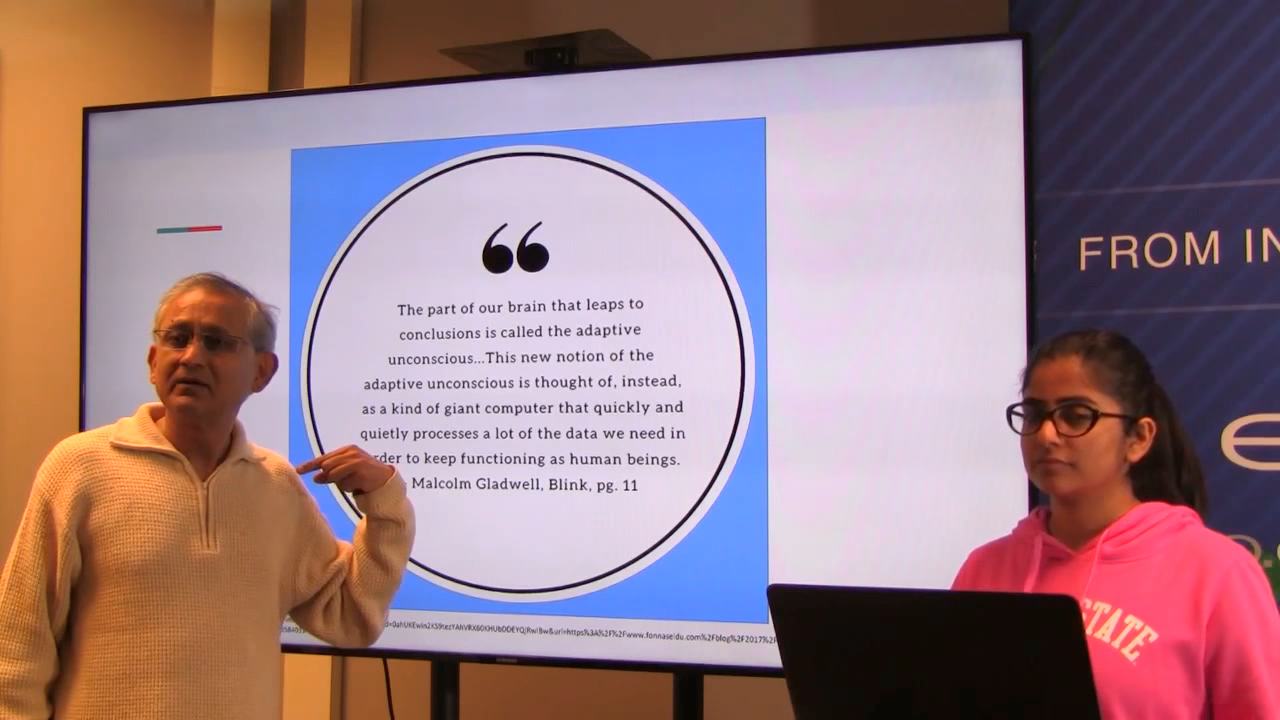 The part of our brain that leaps to
conclusions is called the adaptive
unconscious...This new notion of the
adaptive unconscious is thought of, instead,
as a kind of giant computer that quickly and
quietly processes a lot of the data we need in
rder to keep functioning as human beings.
Malcolm Gladwell, Blink, pg. 11
FROM IN
STATE